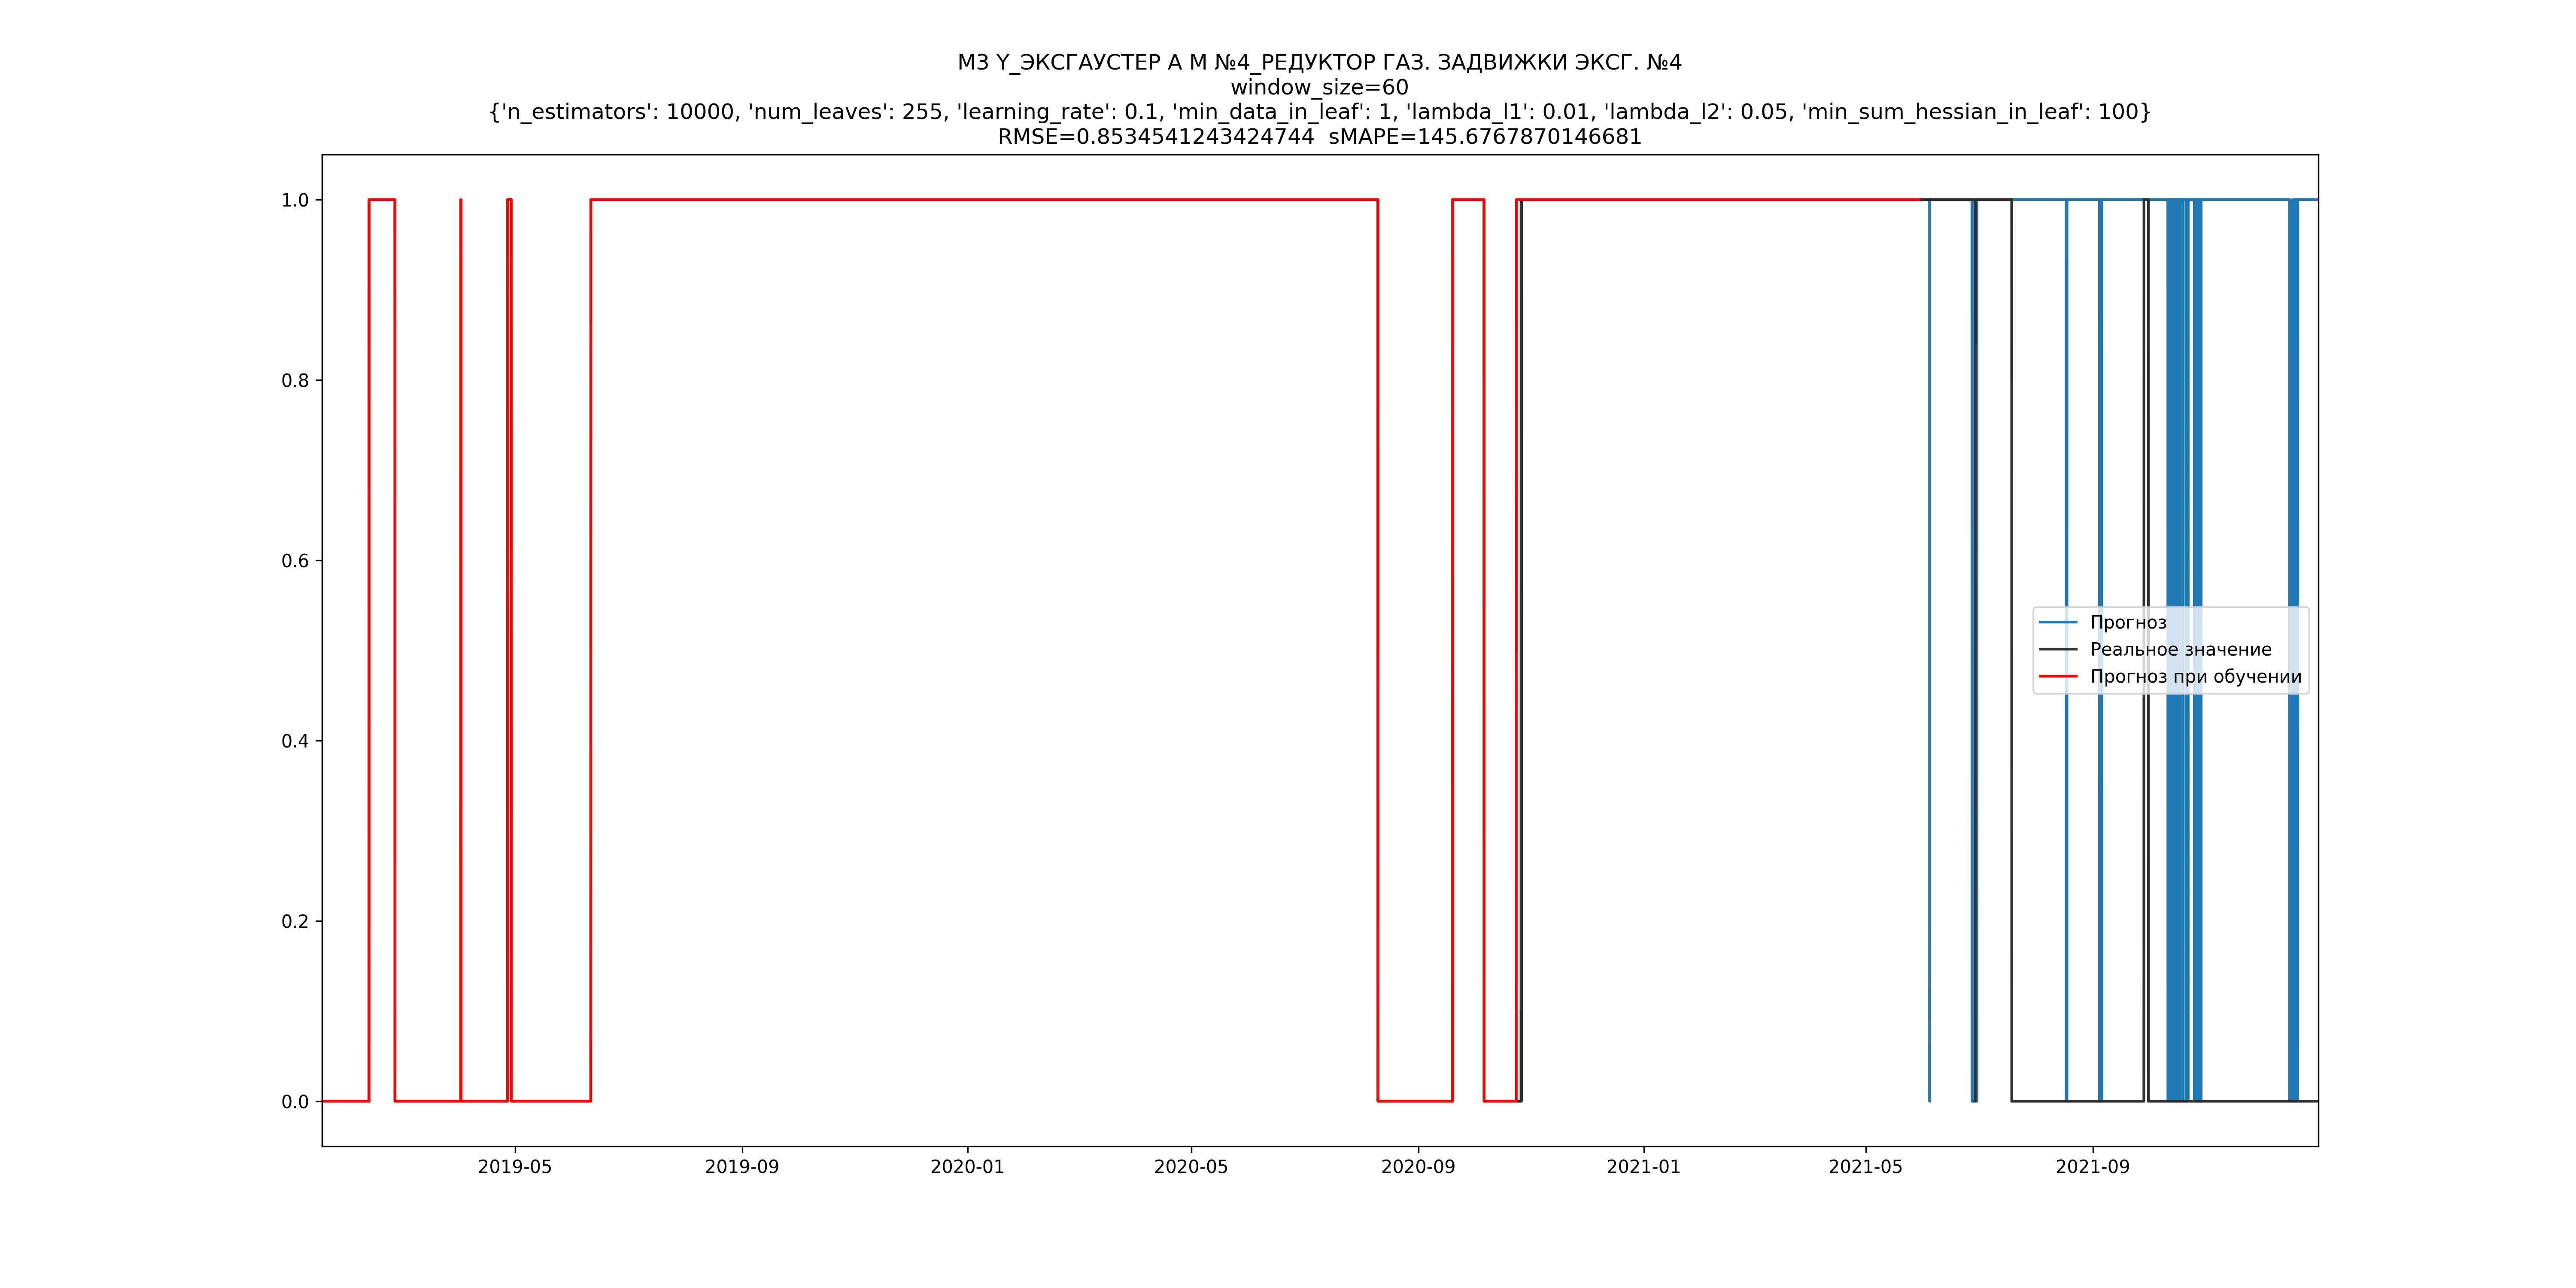 М3 Y_ЭКСГАУСТЕР А М №4_РЕДУКТОР ГАЗ. ЗАДВИЖКИ ЭКСГ. №4
window_size=60
{'n_estimators': 10000, 'num_leaves': 255, 'learning_rate': 0.1, 'min_data_in_leaf': 1, 'lambda_l1': 0.01, 'lambda_l2': 0.05, 'min_sum_hessian_in_leaf': 100}
RMSE=0.8534541243424744  sMAPE=145.6767870146681
1.0
0.8
0.6
0.4
0.2
0.0
Прогноз
Реальное значение
Прогноз при обучении
2019-05
2019-09
2020-01
2020-05
2020-09
2021-01
2021-05
2021-09